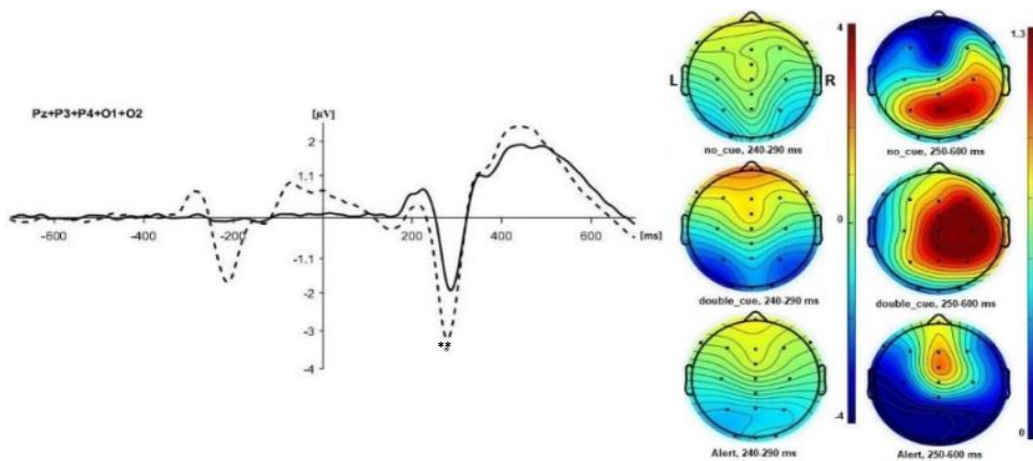 Pz+P3+P4+O1+O2
[µV]
2
1.1
-1.1
-2
-3
-4
-600
-400
-200
200
400
600
[ms]
**
L
R
no_cue, 240-290 ms
double_cue, 240-290 ms
Alert, 240-290 ms
4
0
-4
no_cue, 250-600 ms
double_cue, 250-600 ms
Alert, 250-600 ms
1.3
0